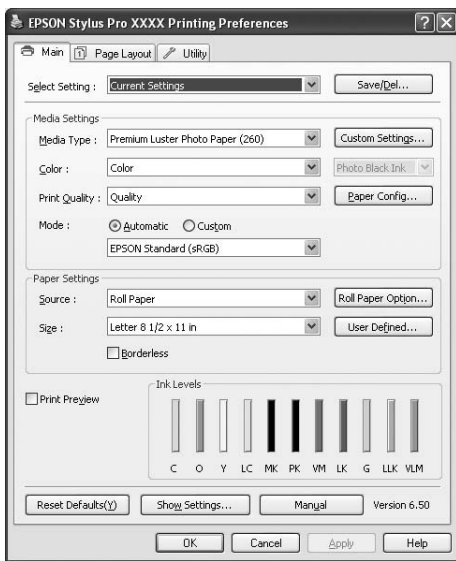 EPSON Stylus Pro XXXX Printing Preferences
Main Page Layout Utility
Select Setting : Current Settings Save/Del...
Media Settings
Media Type : Premium Luster Photo Paper (260) Custom Settings...
Color : Color Photo Black Ink
Print Quality : Quality Paper Config...
Mode : Automatic Custom
EPSON Standard (sRGB)
Paper Settings
Source : Roll Paper Roll Paper Option...
Size : Letter 8 1/2 x 11 in User Defined...
Borderless
Print Preview
Ink Levels
C O Y LC MK PK VM LK G LLK VLM
Reset Defaults(Y) Show Settings... Manual Version 6.50
OK Cancel Apply Help